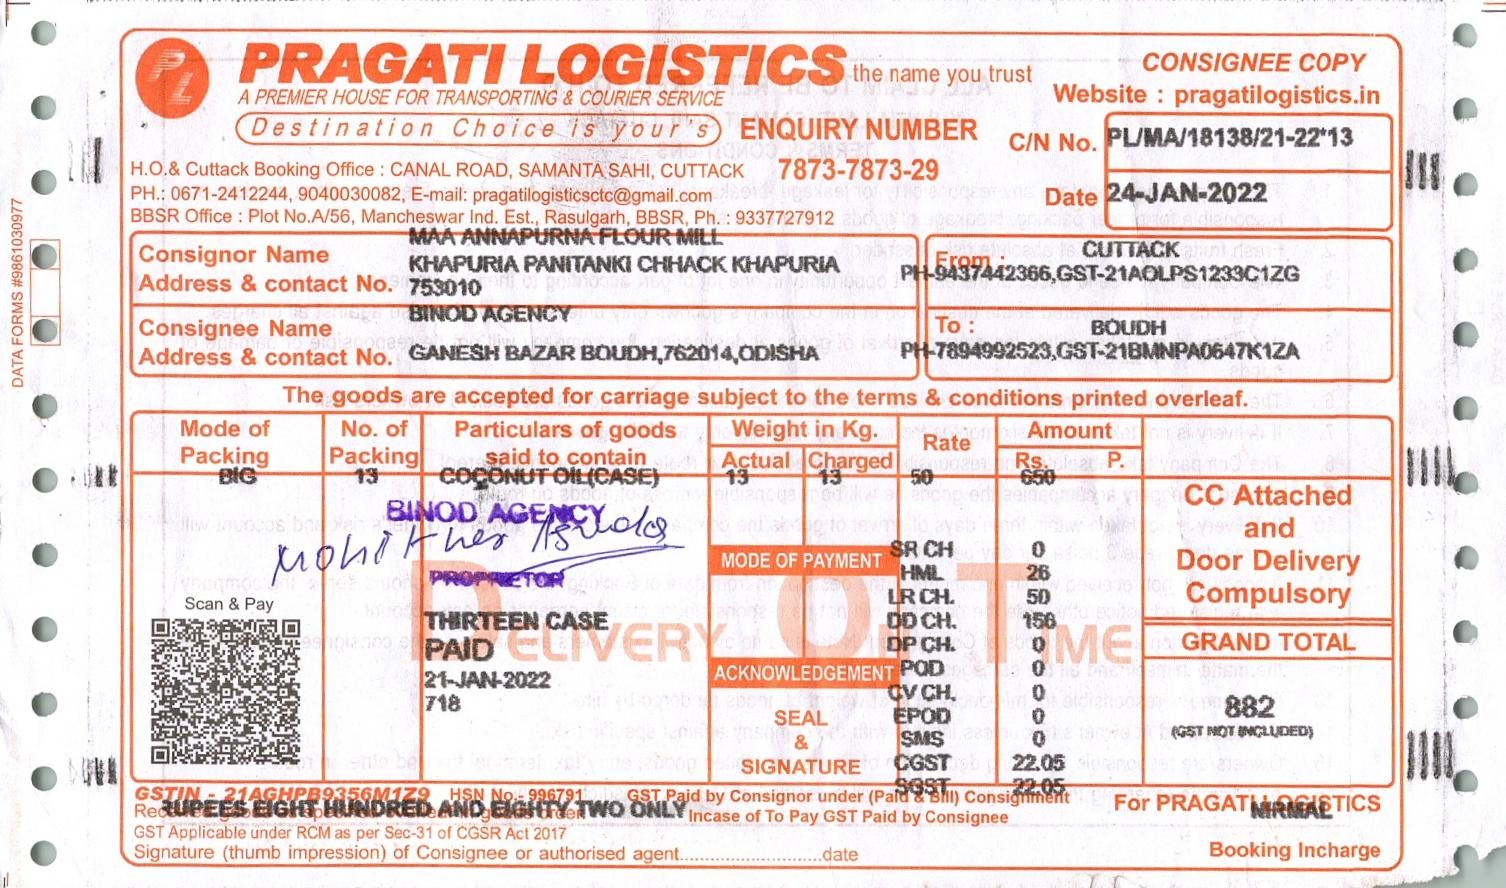 PL
PRAGATI LOGISTICS the name you trust
A PREMIER HOUSE FOR TRANSPORTING & COURIER SERVICE
Destination Choice is your's
ENQUIRY NUMBER
7873-7873-29
CONSIGNEE COPY
Website : pragatilogistics.in
C/N No. PL/MA/18138/21-22*13
Date 24-JAN-2022
H.O.& Cuttack Booking Office : CANAL ROAD, SAMANTA SAHI, CUTTACK
PH.: 0671-2412244, 9040030082, E-mail: pragatilogisticsctc@gmail.com
BBSR Office : Plot No.A/56, Mancheswar Ind. Est., Rasulgarh, BBSR, Ph. : 9337727912
DATA FORMS #9861030977
Consignor Name
Address & contact No.
MAA ANNAPURNA FLOUR MILL
KHAPURIA PANITANKI CHHACK KHAPURIA
753010
From : CUTTACK
PH-9437442366,GST-21AOLPS1233C1ZG
Consignee Name
Address & contact No.
BINOD AGENCY
GANESH BAZAR BOUDH,762014,ODISHA
To : BOUDH
PH-7894992523,GST-21BMNPA0647K1ZA
The goods are accepted for carriage subject to the terms & conditions printed overleaf.
Mode of Packing
No. of Packing
Particulars of goods said to contain
Weight in Kg.
Actual Charged
Rate
Amount
Rs. P.
BIG 13 COCONUT OIL(CASE) 13 13 50 650
BINOD AGENCY
PROPRIETOR
THIRTEEN CASE
PAID
21-JAN-2022
718
Scan & Pay
DELIVERY ON TIME
MODE OF PAYMENT
ACKNOWLEDGEMENT
SEAL
&
SIGNATURE
SR CH 0
HML 26
LR CH. 50
DD CH. 156
DP CH. 0
POD 0
CV CH. 0
EPOD 0
SMS 0
CGST 22.05
SGST 22.05
CC Attached
and
Door Delivery
Compulsory
GRAND TOTAL
882
(GST NOT INCLUDED)
GSTIN - 21AGHPB9356M1Z9 HSN No.- 996791 GST Paid by Consignor under (Paid & Bill) Consignment
RUPEES EIGHT HUNDRED AND EIGHTY TWO ONLY Incase of To Pay GST Paid by Consignee
GST Applicable under RCM as per Sec-31 of CGSR Act 2017
Signature (thumb impression) of Consignee or authorised agent........................date
For PRAGATI LOGISTICS
NIRMAL
Booking Incharge